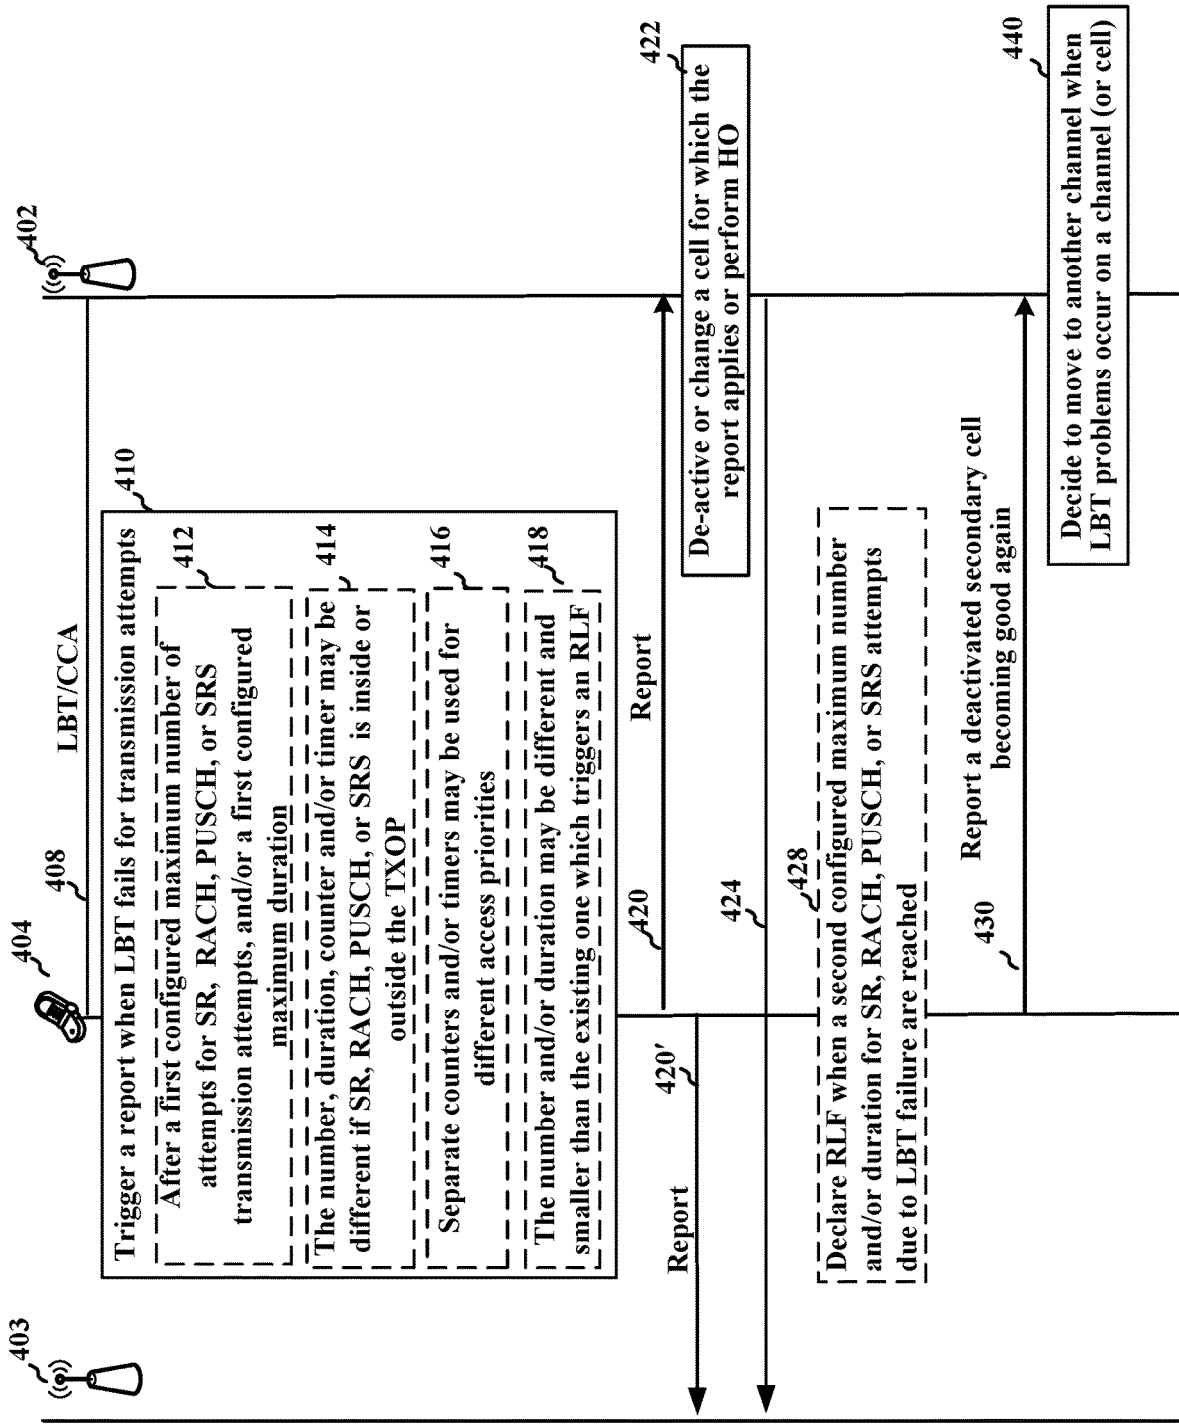 403
404
402
408
LBT/CCA
410
Trigger a report when LBT fails for transmission attempts
412
After a first configured maximum number of
attempts for SR, RACH, PUSCH, or SRS
transmission attempts, and/or a first configured
maximum duration
414
The number, duration, counter and/or timer may be
different if SR, RACH, PUSCH, or SRS is inside or
outside the TXOP
416
Separate counters and/or timers may be used for
different access priorities
418
The number and/or duration may be different and
smaller than the existing one which triggers an RLF
420
Report
Report
420′
422
De-active or change a cell for which the
report applies or perform HO
424
428
Declare RLF when a second configured maximum number
and/or duration for SR, RACH, PUSCH, or SRS attempts
due to LBT failure are reached
430
Report a deactivated secondary cell
becoming good again
440
Decide to move to another channel when
LBT problems occur on a channel (or cell)